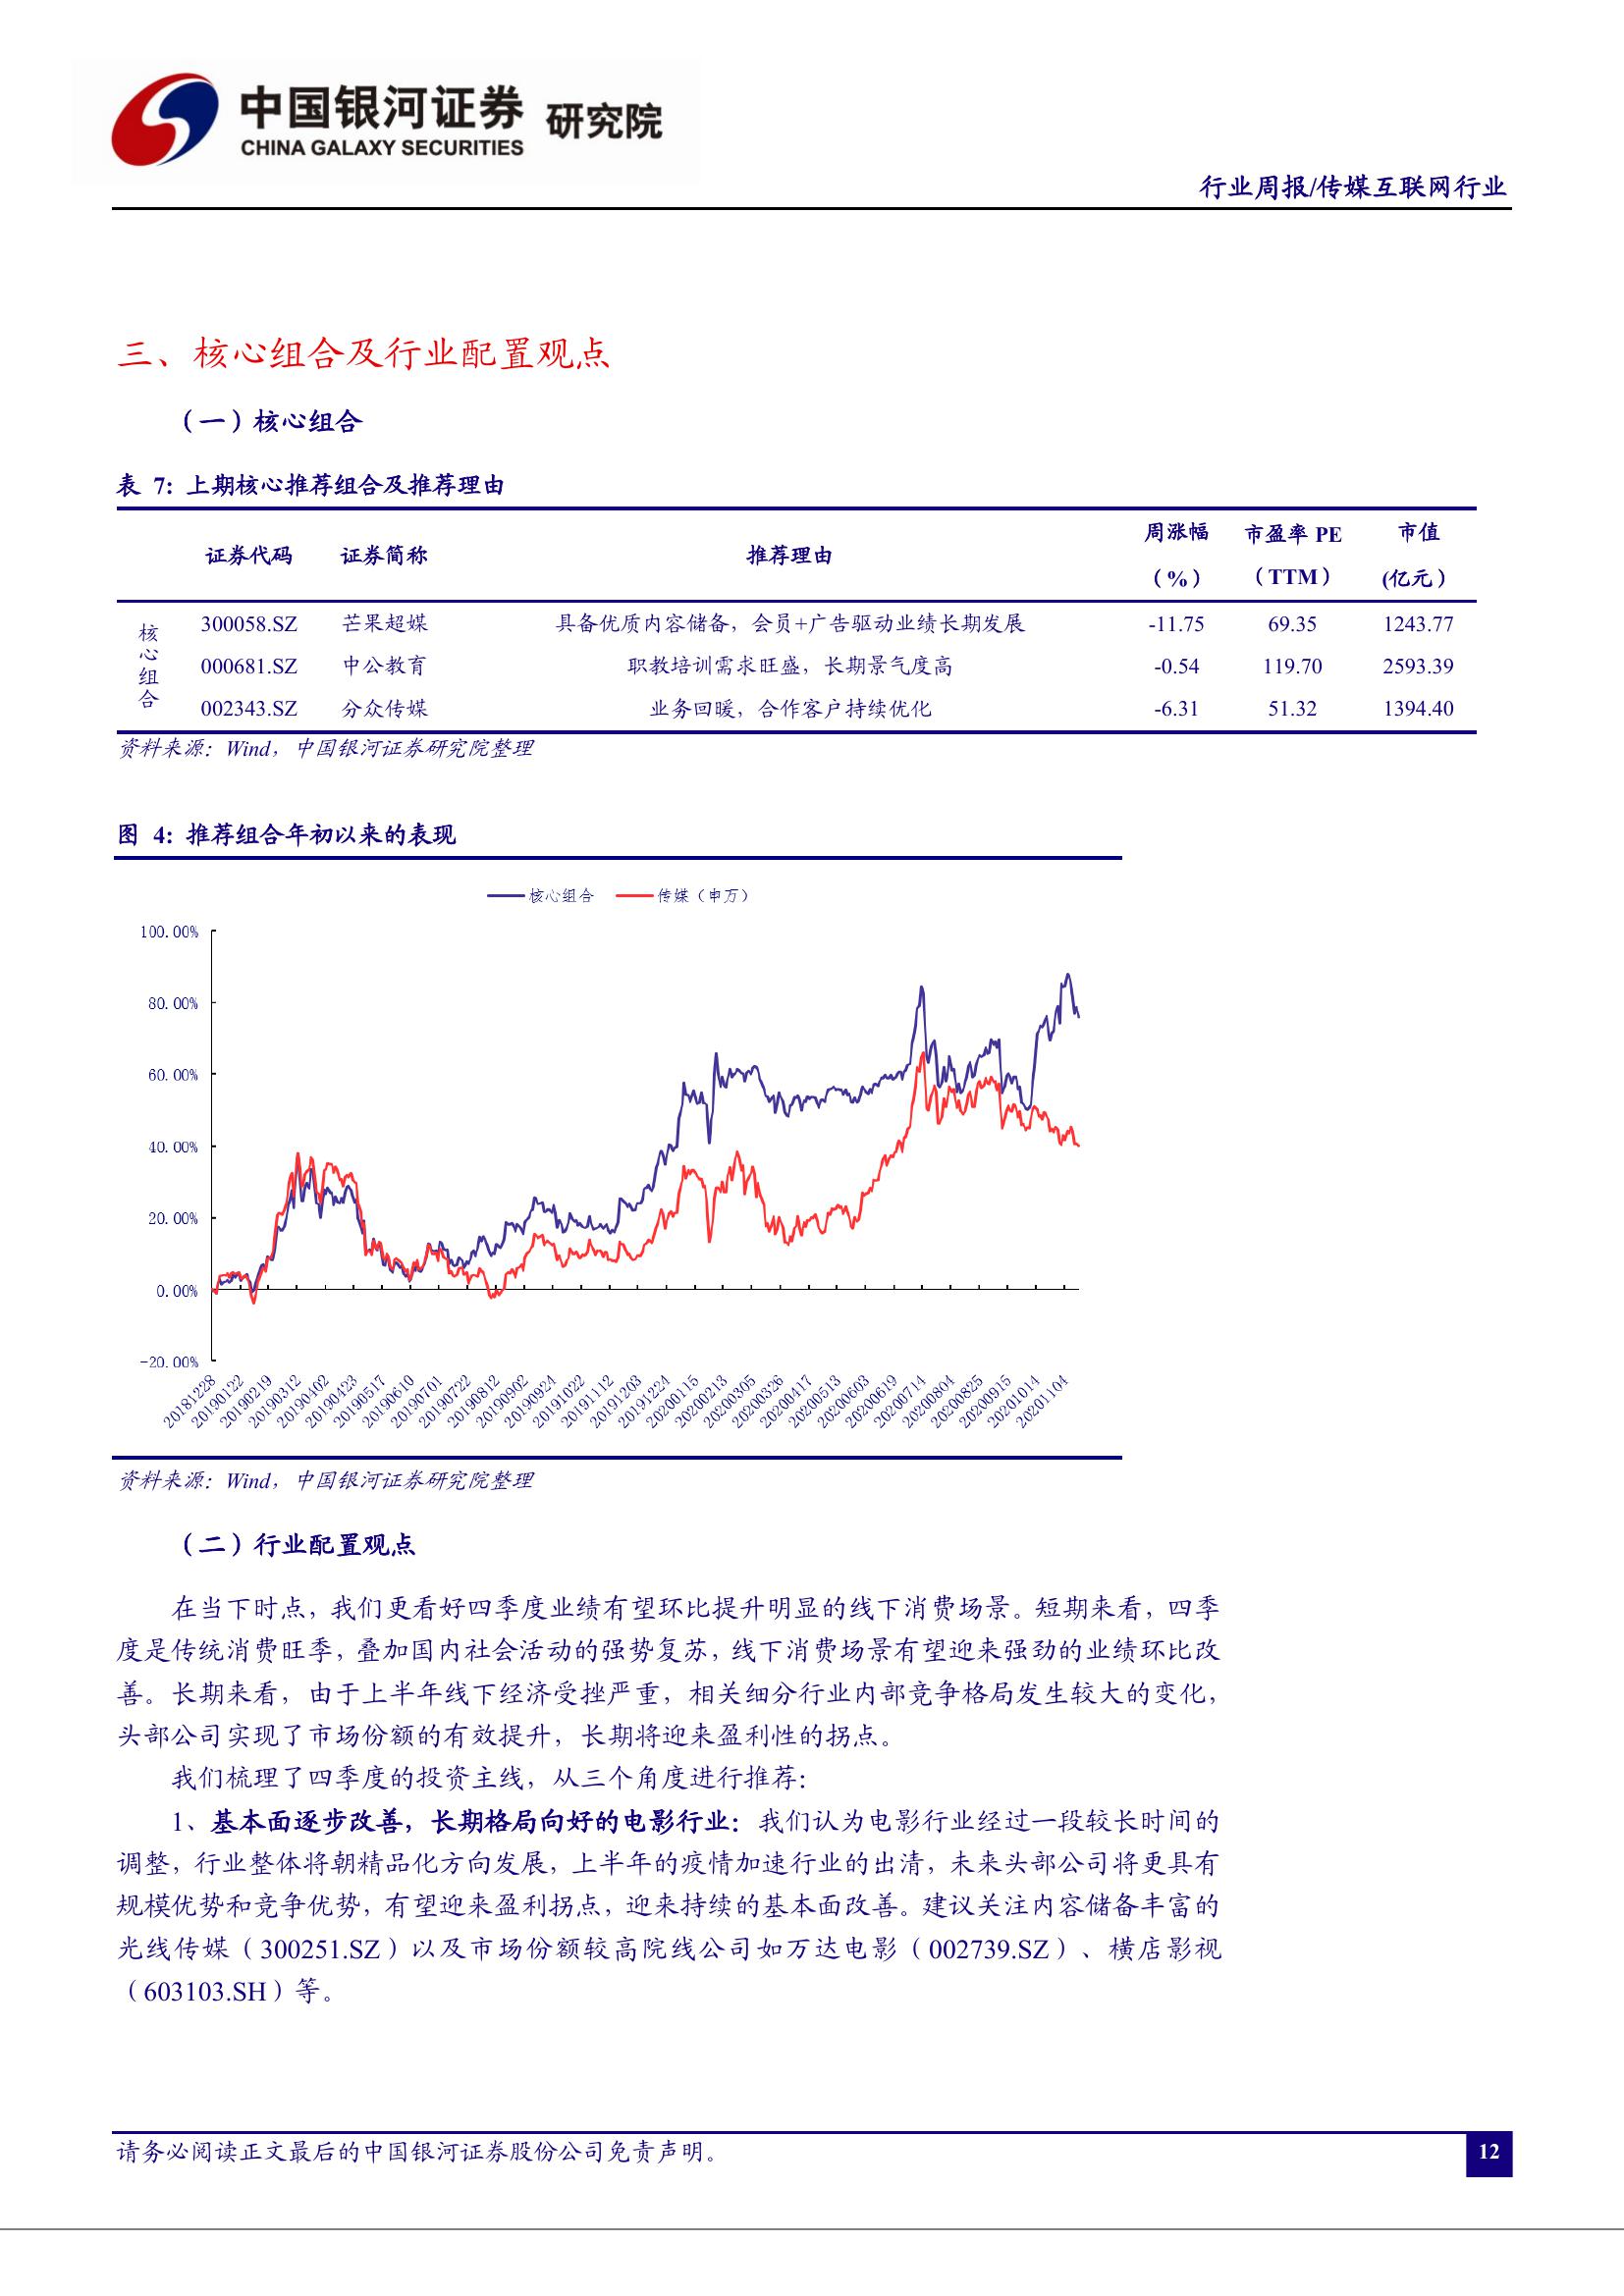 中国银河证券 研究院
CHINA GALAXY SECURITIES
行业周报/传媒互联网行业
三、核心组合及行业配置观点
（一）核心组合
表 7: 上期核心推荐组合及推荐理由
证券代码 证券简称 推荐理由 周涨幅（%） 市盈率 PE（TTM） 市值(亿元）
核心组合
300058.SZ 芒果超媒 具备优质内容储备，会员+广告驱动业绩长期发展 -11.75 69.35 1243.77
000681.SZ 中公教育 职教培训需求旺盛，长期景气度高 -0.54 119.70 2593.39
002343.SZ 分众传媒 业务回暖，合作客户持续优化 -6.31 51.32 1394.40
资料来源：Wind，中国银河证券研究院整理
图 4: 推荐组合年初以来的表现
核心组合 传媒（申万）
100.00%
80.00%
60.00%
40.00%
20.00%
0.00%
-20.00%
20181228 20190122 20190219 20190312 20190402 20190423 20190517 20190610 20190701 20190722 20190812 20190902 20190924 20191022 20191112 20191203 20191224 20200115 20200213 20200305 20200326 20200417 20200513 20200603 20200619 20200714 20200804 20200825 20200915 20201014 20201104
资料来源：Wind，中国银河证券研究院整理
（二）行业配置观点
在当下时点，我们更看好四季度业绩有望环比提升明显的线下消费场景。短期来看，四季
度是传统消费旺季，叠加国内社会活动的强势复苏，线下消费场景有望迎来强劲的业绩环比改
善。长期来看，由于上半年线下经济受挫严重，相关细分行业内部竞争格局发生较大的变化，
头部公司实现了市场份额的有效提升，长期将迎来盈利性的拐点。
我们梳理了四季度的投资主线，从三个角度进行推荐：
1、基本面逐步改善，长期格局向好的电影行业：我们认为电影行业经过一段较长时间的
调整，行业整体将朝精品化方向发展，上半年的疫情加速行业的出清，未来头部公司将更具有
规模优势和竞争优势，有望迎来盈利拐点，迎来持续的基本面改善。建议关注内容储备丰富的
光线传媒（300251.SZ）以及市场份额较高院线公司如万达电影（002739.SZ）、横店影视
（603103.SH）等。
请务必阅读正文最后的中国银河证券股份公司免责声明。
12